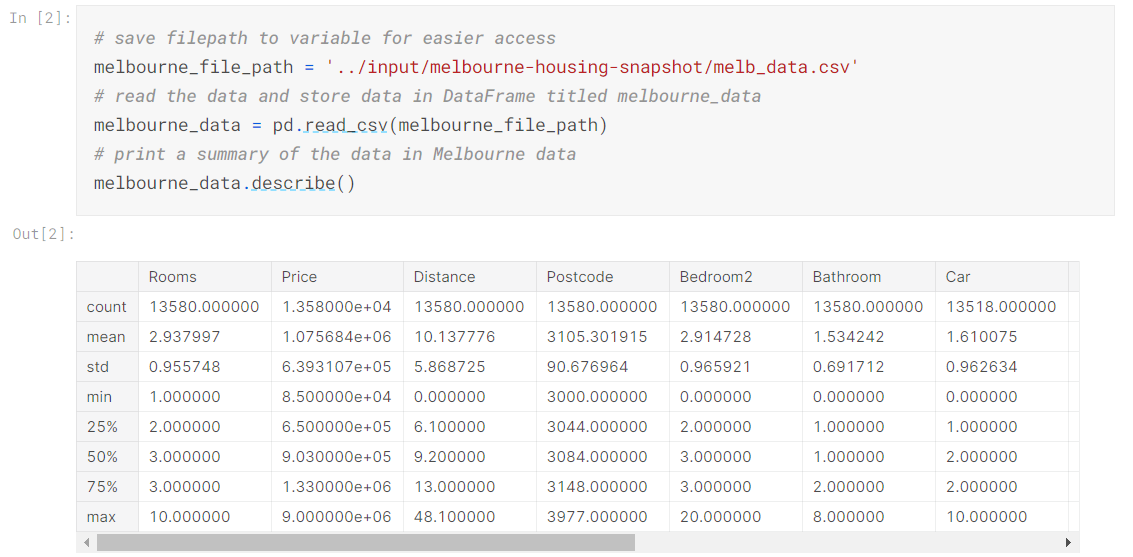 In [2]:
# save filepath to variable for easier access
melbourne_file_path = '../input/melbourne-housing-snapshot/melb_data.csv'
# read the data and store data in DataFrame titled melbourne_data
melbourne_data = pd.read_csv(melbourne_file_path)
# print a summary of the data in Melbourne data
melbourne_data.describe()
Out[2]:
Rooms Price Distance Postcode Bedroom2 Bathroom Car
count 13580.000000 1.358000e+04 13580.000000 13580.000000 13580.000000 13580.000000 13518.000000
mean 2.937997 1.075684e+06 10.137776 3105.301915 2.914728 1.534242 1.610075
std 0.955748 6.393107e+05 5.868725 90.676964 0.965921 0.691712 0.962634
min 1.000000 8.500000e+04 0.000000 3000.000000 0.000000 0.000000 0.000000
25% 2.000000 6.500000e+05 6.100000 3044.000000 2.000000 1.000000 1.000000
50% 3.000000 9.030000e+05 9.200000 3084.000000 3.000000 1.000000 2.000000
75% 3.000000 1.330000e+06 13.000000 3148.000000 3.000000 2.000000 2.000000
max 10.000000 9.000000e+06 48.100000 3977.000000 20.000000 8.000000 10.000000